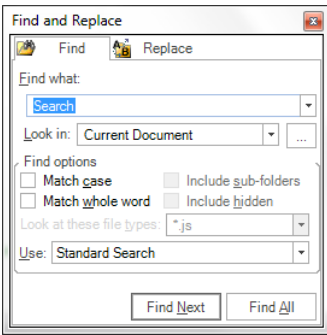 Find and Replace
Find Replace
Find what:
Search
Look in: Current Document ...
Find options
Match case Include sub-folders
Match whole word Include hidden
Look at these file types: *.js
Use: Standard Search
Find Next Find All